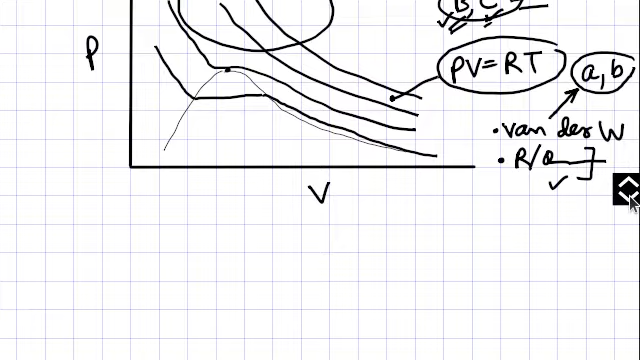 B C
P
PV = RT
a, b
• van der W
• R/
V